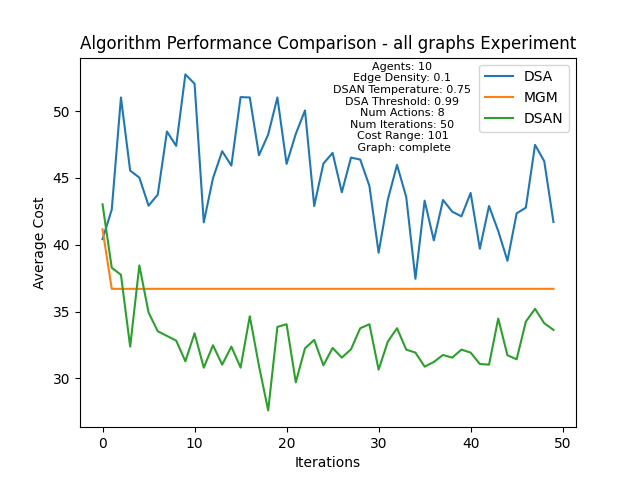 Algorithm Performance Comparison - all graphs Experiment
Agents: 10
Edge Density: 0.1
DSAN Temperature: 0.75
DSA Threshold: 0.99
Num Actions: 8
Num Iterations: 50
Cost Range: 101
Graph: complete
DSA
MGM
DSAN
Average Cost
50
45
40
35
30
0 10 20 30 40 50
Iterations